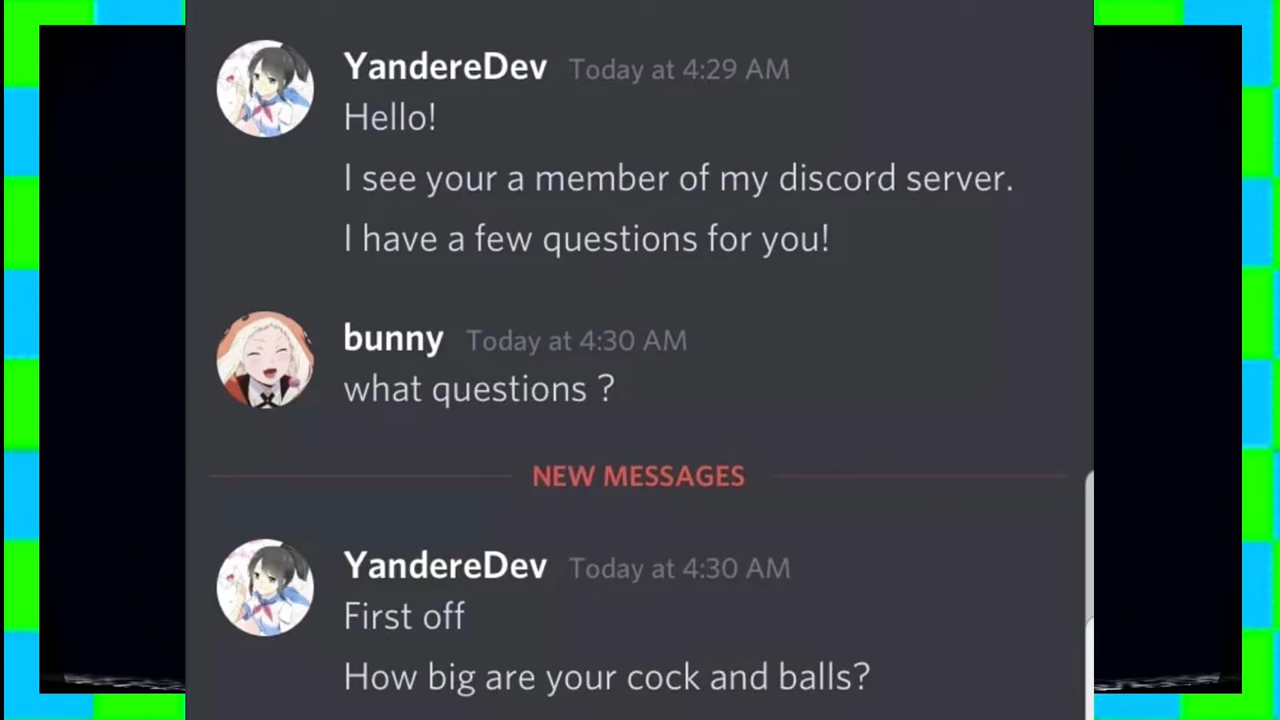 YandereDev Today at 4:29 AM
Hello!
I see your a member of my discord server.
I have a few questions for you!
bunny Today at 4:30 AM
what questions ?
NEW MESSAGES
YandereDev Today at 4:30 AM
First off
How big are your cock and balls?